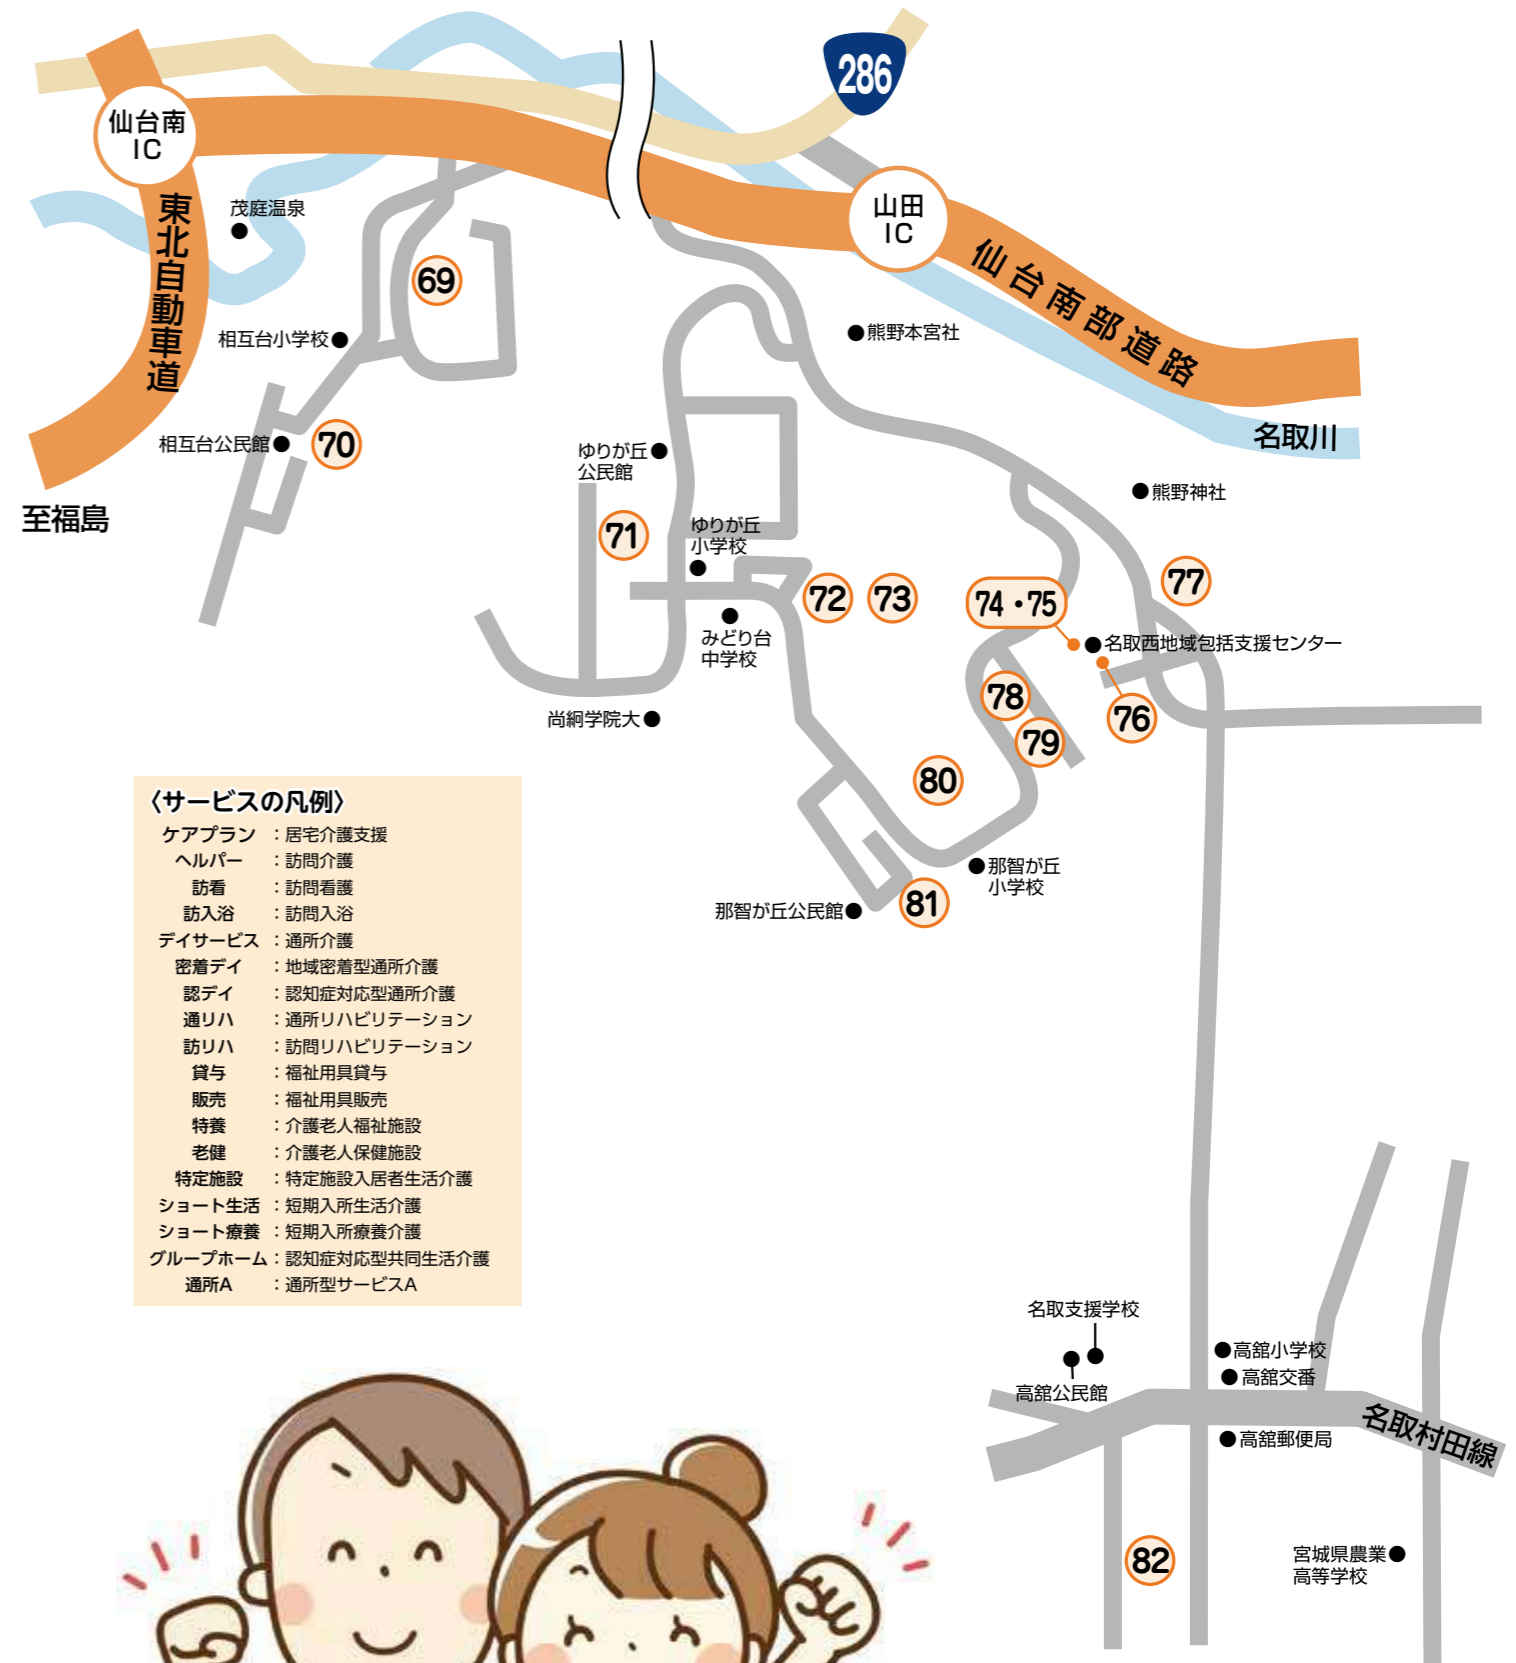 286
仙台南
IC
山田
IC
東北自動車道
茂庭温泉
仙台南部道路
69
相互台小学校
熊野本宮社
名取川
相互台公民館
70
ゆりが丘
公民館
熊野神社
至福島
71
ゆりが丘
小学校
77
72
73
74・75
みどり台
中学校
名取西地域包括支援センター
78
76
尚絅学院大
79
80
那智が丘
小学校
81
那智が丘公民館
〈サービスの凡例〉
ケアプラン ：居宅介護支援
ヘルパー ：訪問介護
訪看 ：訪問看護
訪入浴 ：訪問入浴
デイサービス ：通所介護
密着デイ ：地域密着型通所介護
認デイ ：認知症対応型通所介護
通リハ ：通所リハビリテーション
訪リハ ：訪問リハビリテーション
貸与 ：福祉用具貸与
販売 ：福祉用具販売
特養 ：介護老人福祉施設
老健 ：介護老人保健施設
特定施設 ：特定施設入居者生活介護
ショート生活 ：短期入所生活介護
ショート療養 ：短期入所療養介護
グループホーム：認知症対応型共同生活介護
通所A ：通所型サービスA
名取支援学校
高舘小学校
高舘交番
高舘公民館
名取村田線
高舘郵便局
82
宮城県農業
高等学校